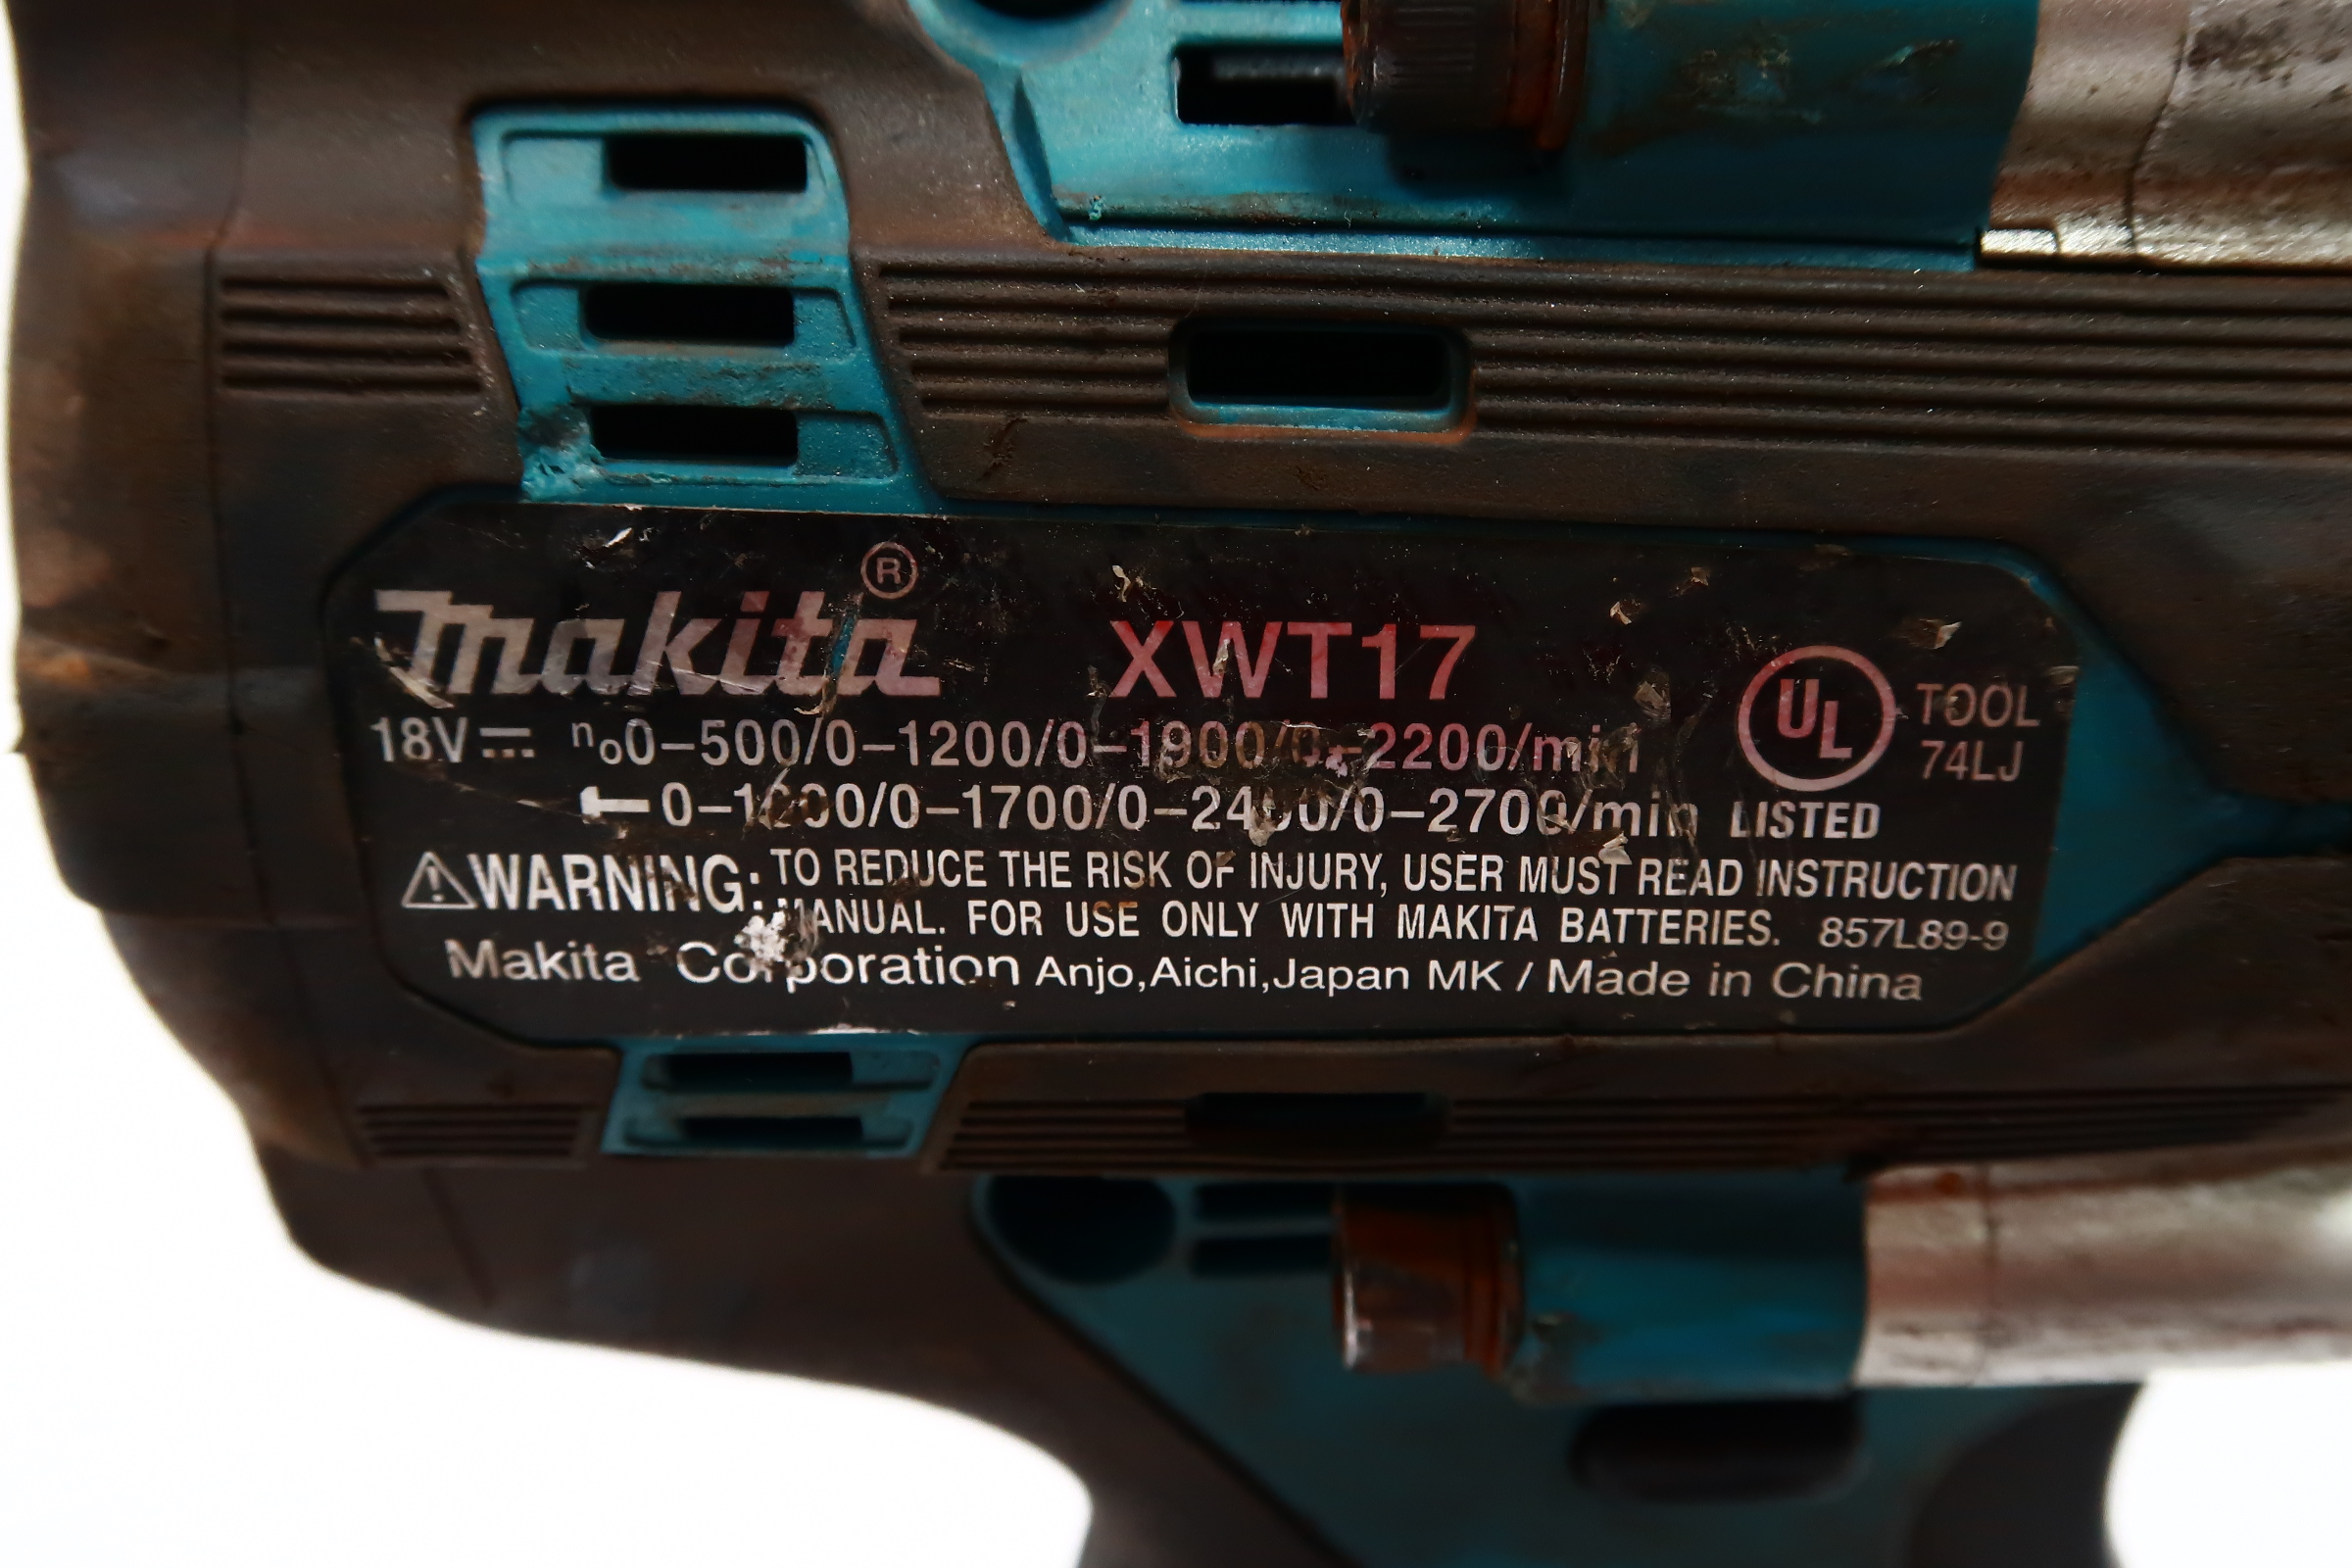 makita®
XWT17
18V n₀0-500/0-1200/0-1900/0-2200/min
0-1000/0-1700/0-2400/0-2700/min
UL
TOOL
74LJ
LISTED
WARNING: TO REDUCE THE RISK OF INJURY, USER MUST READ INSTRUCTION
MANUAL. FOR USE ONLY WITH MAKITA BATTERIES. 857L89-9
Makita Corporation Anjo,Aichi,Japan MK / Made in China